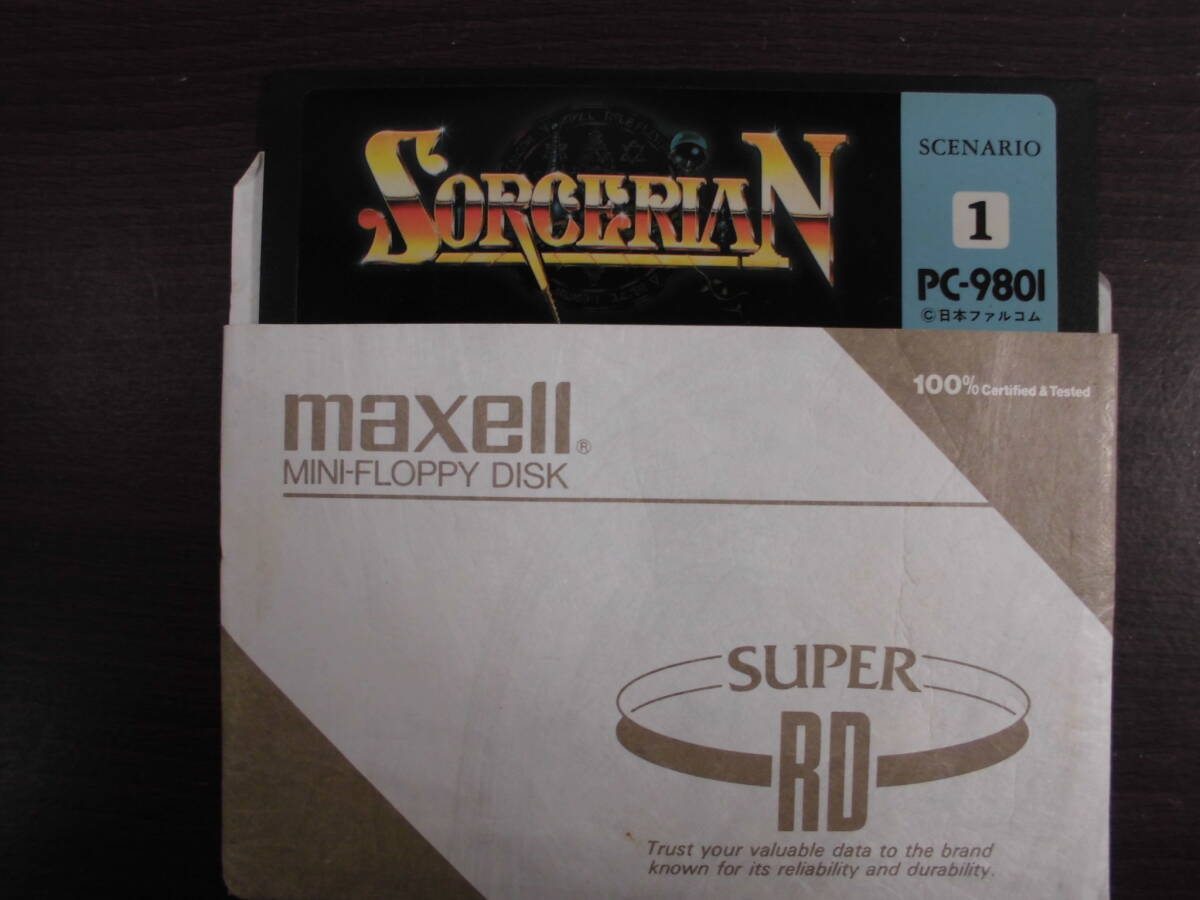 SORCERIAN
SCENARIO
1
PC-9801
©日本ファルコム
maxell®
MINI-FLOPPY DISK
100% Certified & Tested
SUPER
RD
Trust your valuable data to the brand
known for its reliability and durability.